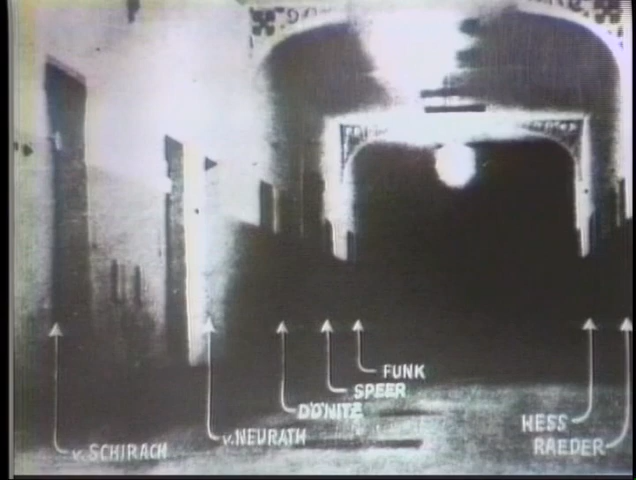 FUNK
SPEER
DÖNITZ
v. NEURATH
v. SCHIRACH
HESS
RAEDER